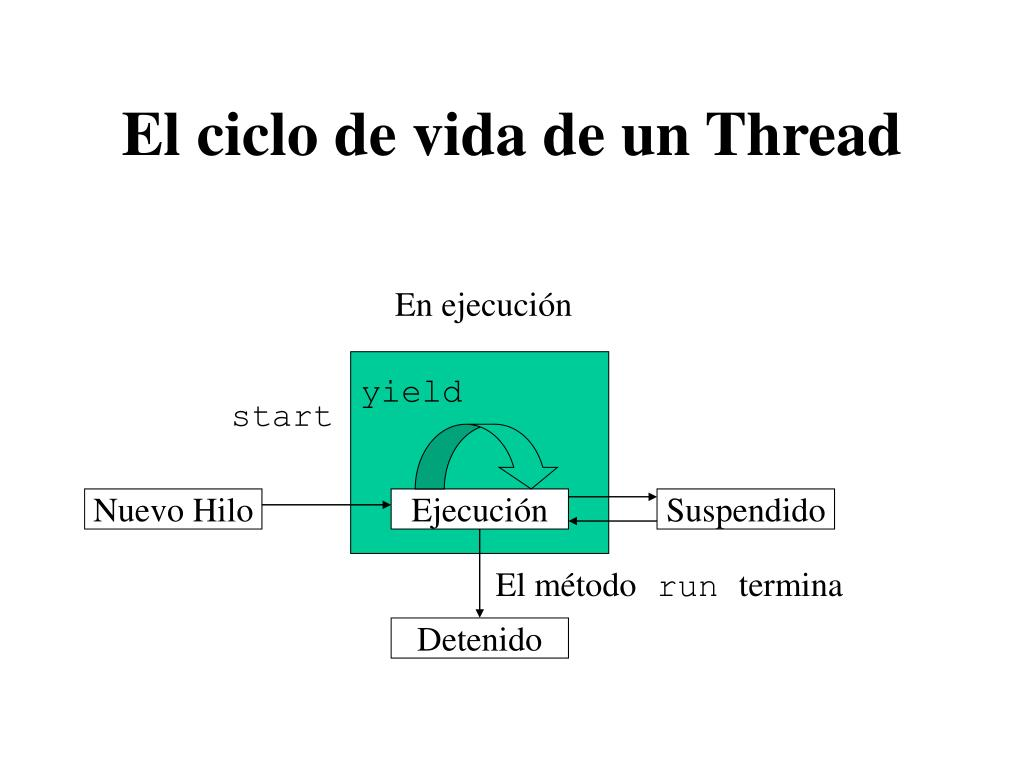 El ciclo de vida de un Thread
En ejecución
yield
start
Nuevo Hilo
Ejecución
Suspendido
El método run termina
Detenido